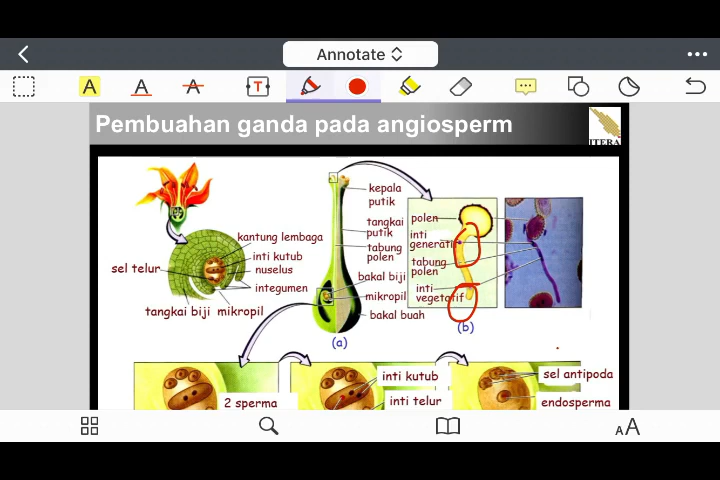 Annotate
A
A
A
T
Pembuahan ganda pada angiosperm
ITERA
kepala
putik
tangkai
putik
tabung
polen
bakal biji
mikropil
bakal buah
(a)
kantung lembaga
inti kutub
nuselus
sel telur
integumen
tangkai biji
mikropil
polen
inti
generatif
tabung
polen
inti
vegetatif
(b)
2 sperma
inti kutub
inti telur
sel antipoda
endosperma
AA